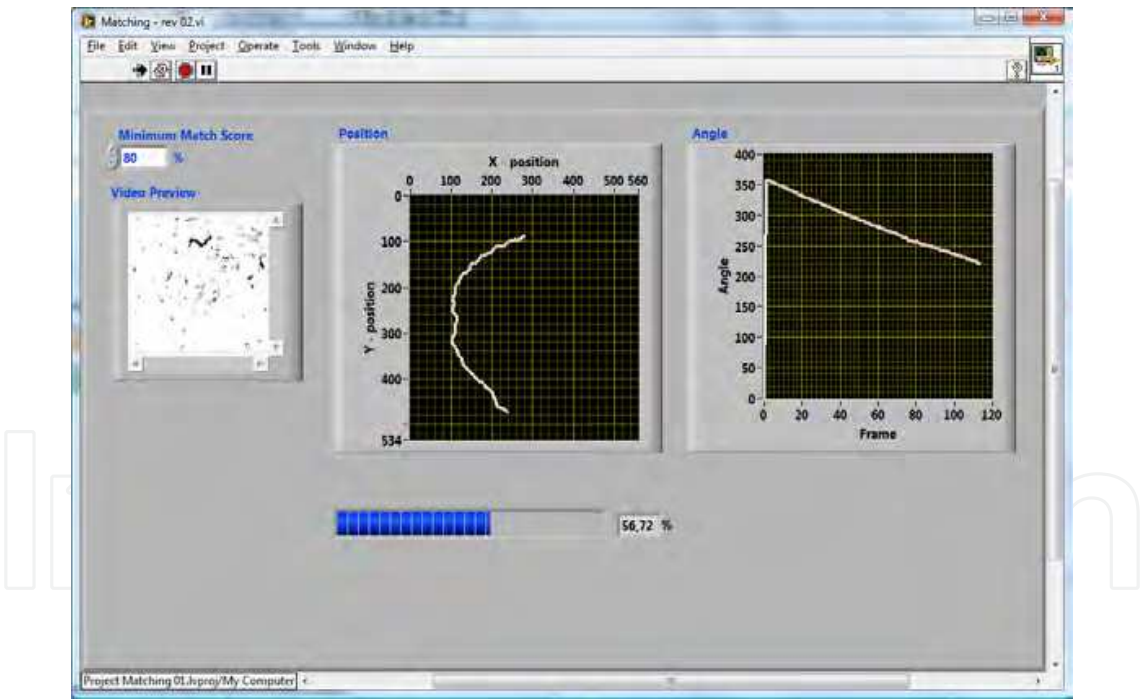 Matching - rev 02.vi
File Edit View Project Operate Tools Window Help
1
Minimum Match Score
80 %
Video Preview
Position
X - position
0 100 200 300 400 500 560
Y - position
0
100
200
300
400
534
Angle
Angle
400
350
300
250
200
150
100
50
0
0 20 40 60 80 100 120
Frame
56,72 %
Project Matching 01.lvproj/My Computer